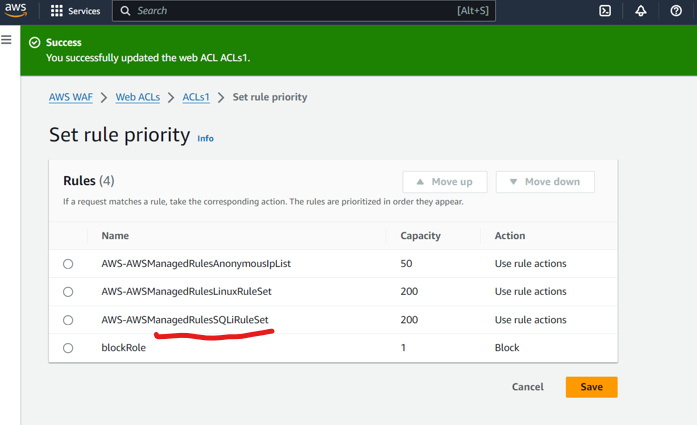 aws
Services
Search
[Alt+S]
Success
You successfully updated the web ACL ACLs1.
AWS WAF > Web ACLs > ACLs1 > Set rule priority
Set rule priority Info
Rules (4)
Move up
Move down
If a request matches a rule, take the corresponding action. The rules are prioritized in order they appear.
Name Capacity Action
AWS-AWSManagedRulesAnonymousIpList 50 Use rule actions
AWS-AWSManagedRulesLinuxRuleSet 200 Use rule actions
AWS-AWSManagedRulesSQLiRuleSet 200 Use rule actions
blockRole 1 Block
Cancel Save